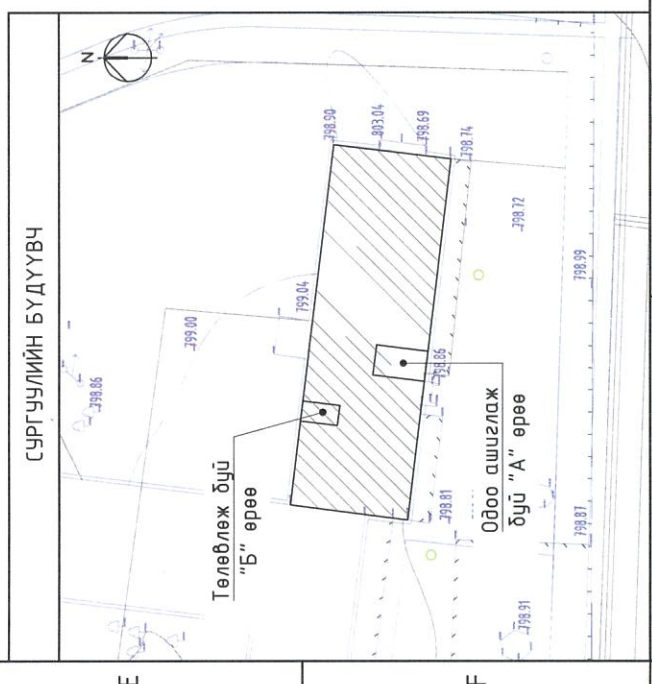 СУРГУУЛИЙН БҮДҮҮВЧ
N
798.86
799.00
799.04
798.90
803.04
798.69
798.74
798.72
798.99
Төлөвлөж буй
"Б" өрөө
798.86
Одоо ашиглаж
буй "А" өрөө
798.81
798.87
798.91
E
F